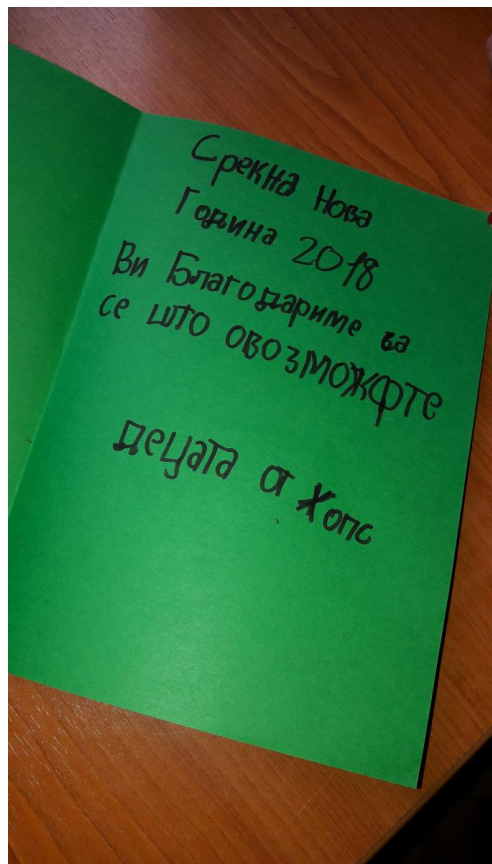 Срекна Нова
Година 2018
Ви Благодариме за
се што овозможфте
децата от Хопс